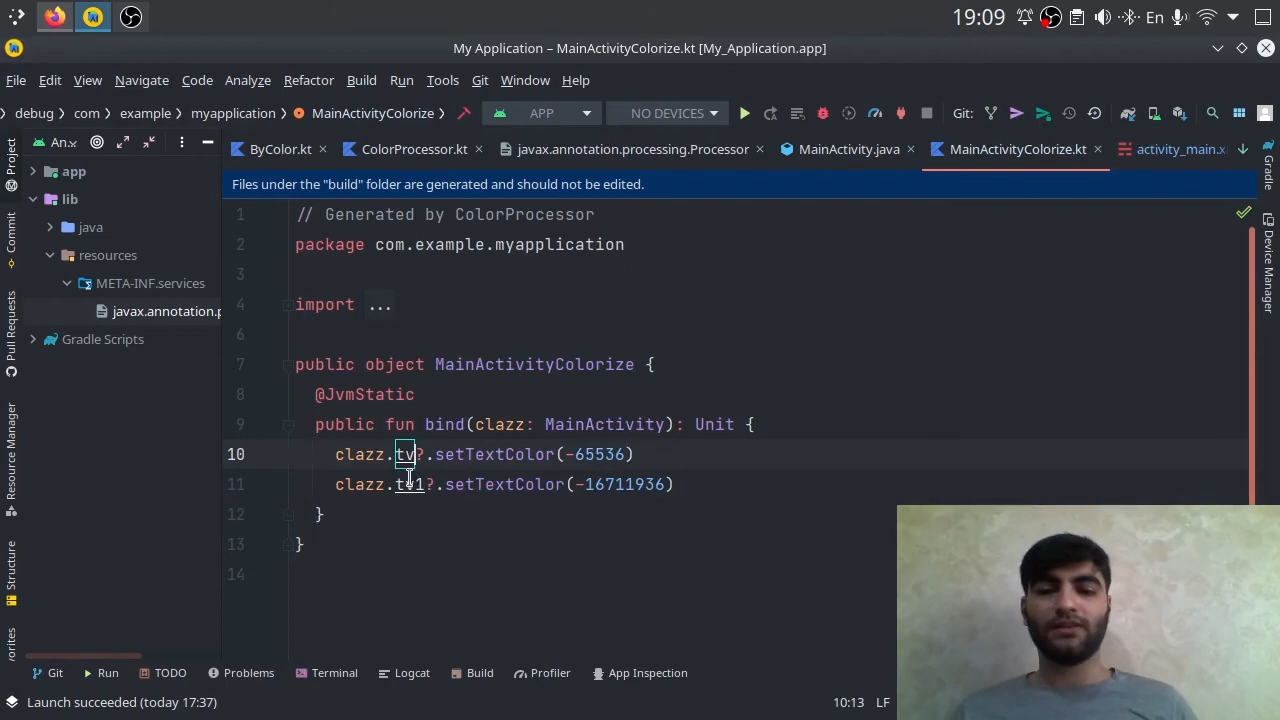 19:09
En
My Application – MainActivityColorize.kt [My_Application.app]
File Edit View Navigate Code Analyze Refactor Build Run Tools Git Window Help
debug com example myapplication MainActivityColorize APP NO DEVICES Git:
Project
An..
ByColor.kt ColorProcessor.kt javax.annotation.processing.Processor MainActivity.java MainActivityColorize.kt activity_main.x
Gradle
app
Files under the "build" folder are generated and should not be edited.
lib
java
resources
META-INF.services
javax.annotation.p
Gradle Scripts
Commit
Pull Requests
Resource Manager
Structure
Device Manager
1 // Generated by ColorProcessor
2 package com.example.myapplication
3
4 import ...
6
7 public object MainActivityColorize {
8 @JvmStatic
9 public fun bind(clazz: MainActivity): Unit {
10 clazz.tv?.setTextColor(-65536)
11 clazz.tv1?.setTextColor(-16711936)
12 }
13 }
14
Git Run TODO Problems Terminal Logcat Build Profiler App Inspection
Launch succeeded (today 17:37)
10:13 LF